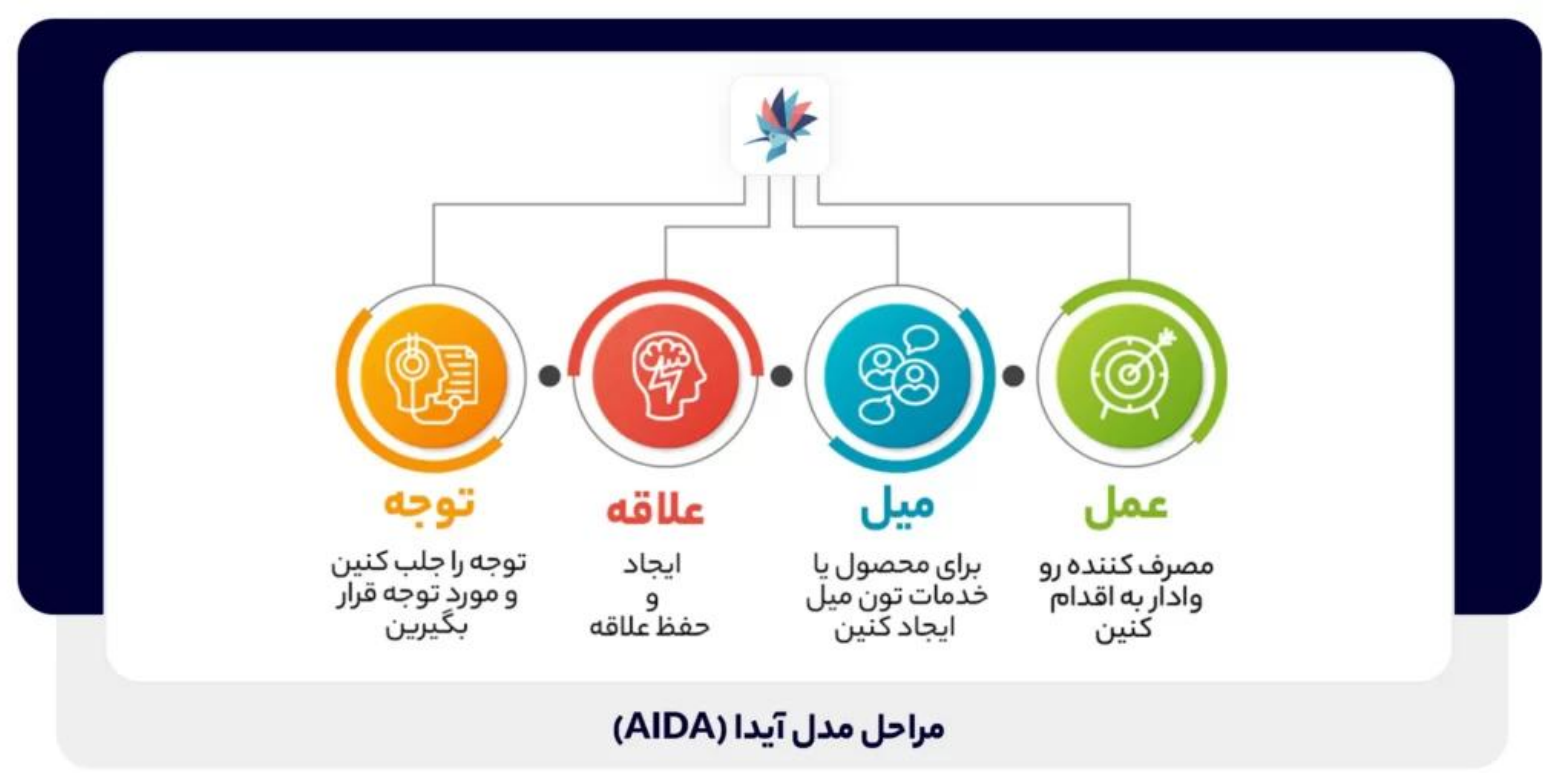 توجه
توجه را جلب کنین
و مورد توجه قرار
بگیرین
علاقه
ایجاد
و
حفظ علاقه
میل
برای محصول یا
خدمات تون میل
ایجاد کنین
عمل
مصرف کننده رو
وادار به اقدام
کنین
مراحل مدل آیدا (AIDA)